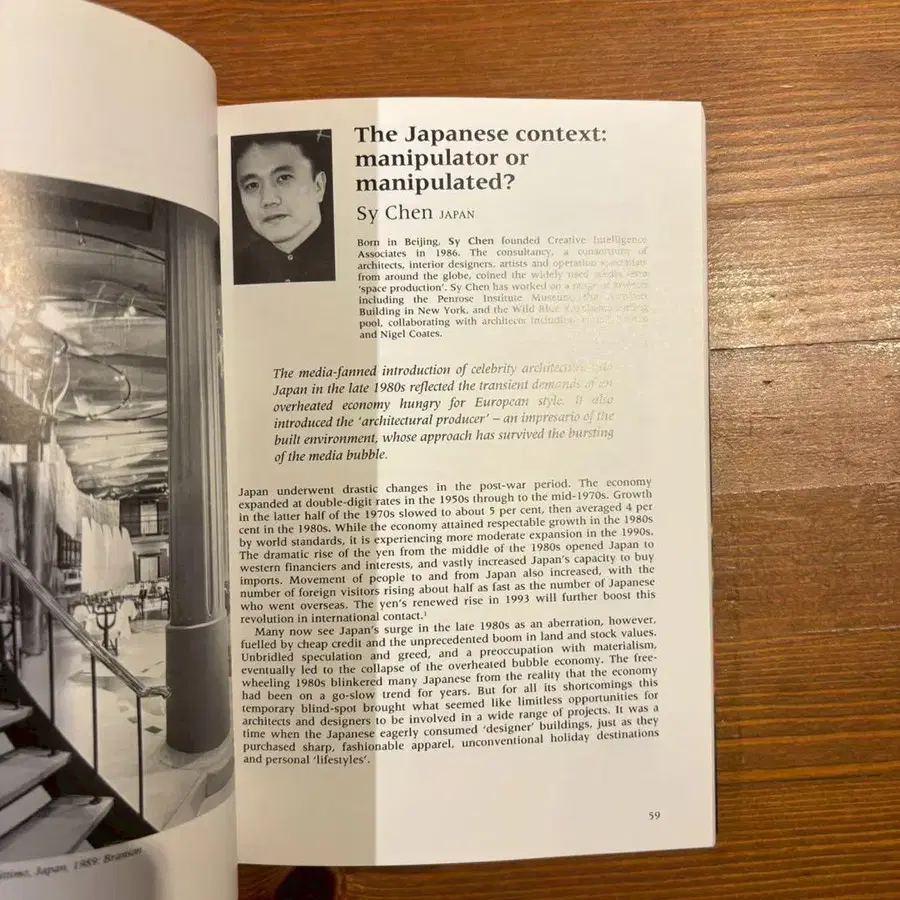 The Japanese context:
manipulator or
manipulated?
Sy Chen JAPAN
Born in Beijing, Sy Chen founded Creative Intelligence
Associates in 1986. The consultancy, a consortium of
architects, interior designers, artists and operation specialists
from around the globe, coined the widely used
'space production'. Sy Chen has worked on a range of
including the Penrose Institute Museum, the
Building in New York, and the Wild Blue
pool, collaborating with architects including
and Nigel Coates.
The media-fanned introduction of celebrity architecture into
Japan in the late 1980s reflected the transient demands of an
overheated economy hungry for European style. It also
introduced the 'architectural producer' – an impresario of the
built environment, whose approach has survived the bursting
of the media bubble.
Japan underwent drastic changes in the post-war period. The economy
expanded at double-digit rates in the 1950s through to the mid-1970s. Growth
in the latter half of the 1970s slowed to about 5 per cent, then averaged 4 per
cent in the 1980s. While the economy attained respectable growth in the 1980s
by world standards, it is experiencing more moderate expansion in the 1990s.
The dramatic rise of the yen from the middle of the 1980s opened Japan to
western financiers and interests, and vastly increased Japan's capacity to buy
imports. Movement of people to and from Japan also increased, with the
number of foreign visitors rising about half as fast as the number of Japanese
who went overseas. The yen's renewed rise in 1993 will further boost this
revolution in international contact.¹
Many now see Japan's surge in the late 1980s as an aberration, however,
fuelled by cheap credit and the unprecedented boom in land and stock values.
Unbridled speculation and greed, and a preoccupation with materialism,
eventually led to the collapse of the overheated bubble economy. The free-
wheeling 1980s blinkered many Japanese from the reality that the economy
had been on a go-slow trend for years. But for all its shortcomings this
temporary blind-spot brought what seemed like limitless opportunities for
architects and designers to be involved in a wide range of projects. It was a
time when the Japanese eagerly consumed 'designer' buildings, just as they
purchased sharp, fashionable apparel, unconventional holiday destinations
and personal 'lifestyles'.
59
Japan, 1989: Branson